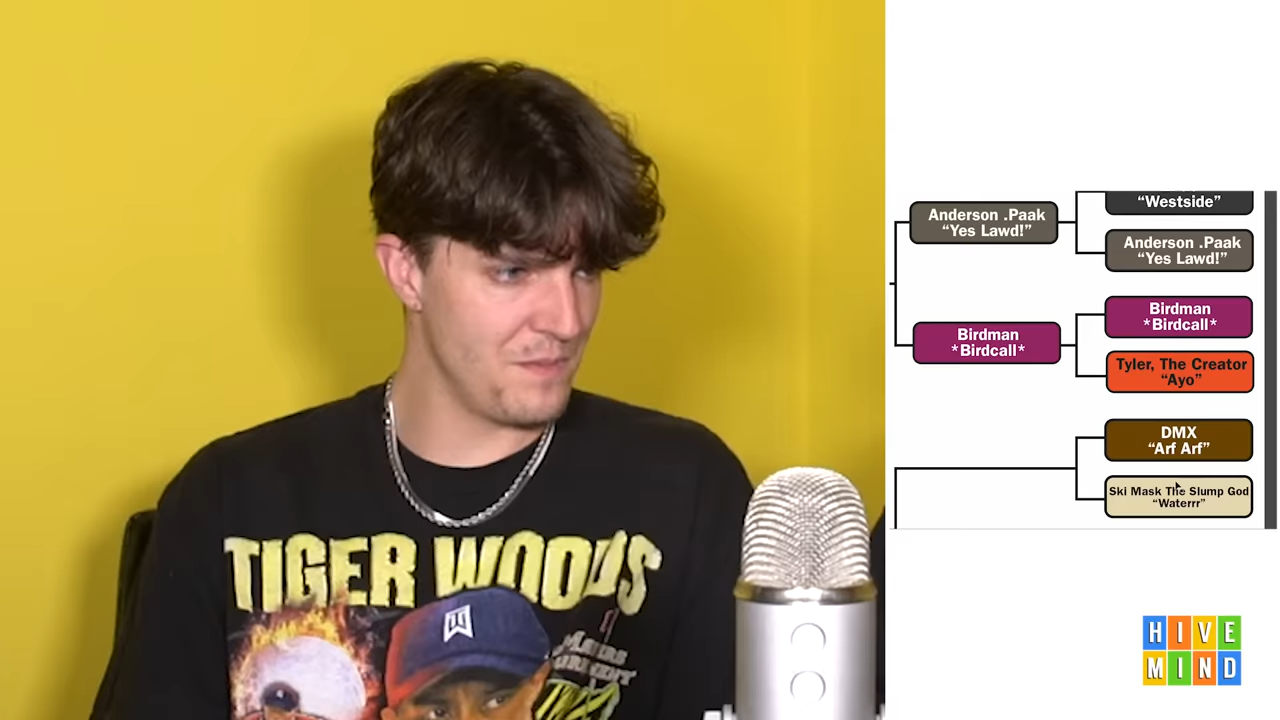 TIGER WOODS
“Westside”
Anderson .Paak
“Yes Lawd!”
Anderson .Paak
“Yes Lawd!”
Birdman
*Birdcall*
Birdman
*Birdcall*
Tyler, The Creator
“Ayo”
DMX
“Arf Arf”
Ski Mask The Slump God
“Waterrr”
HIVE
MIND